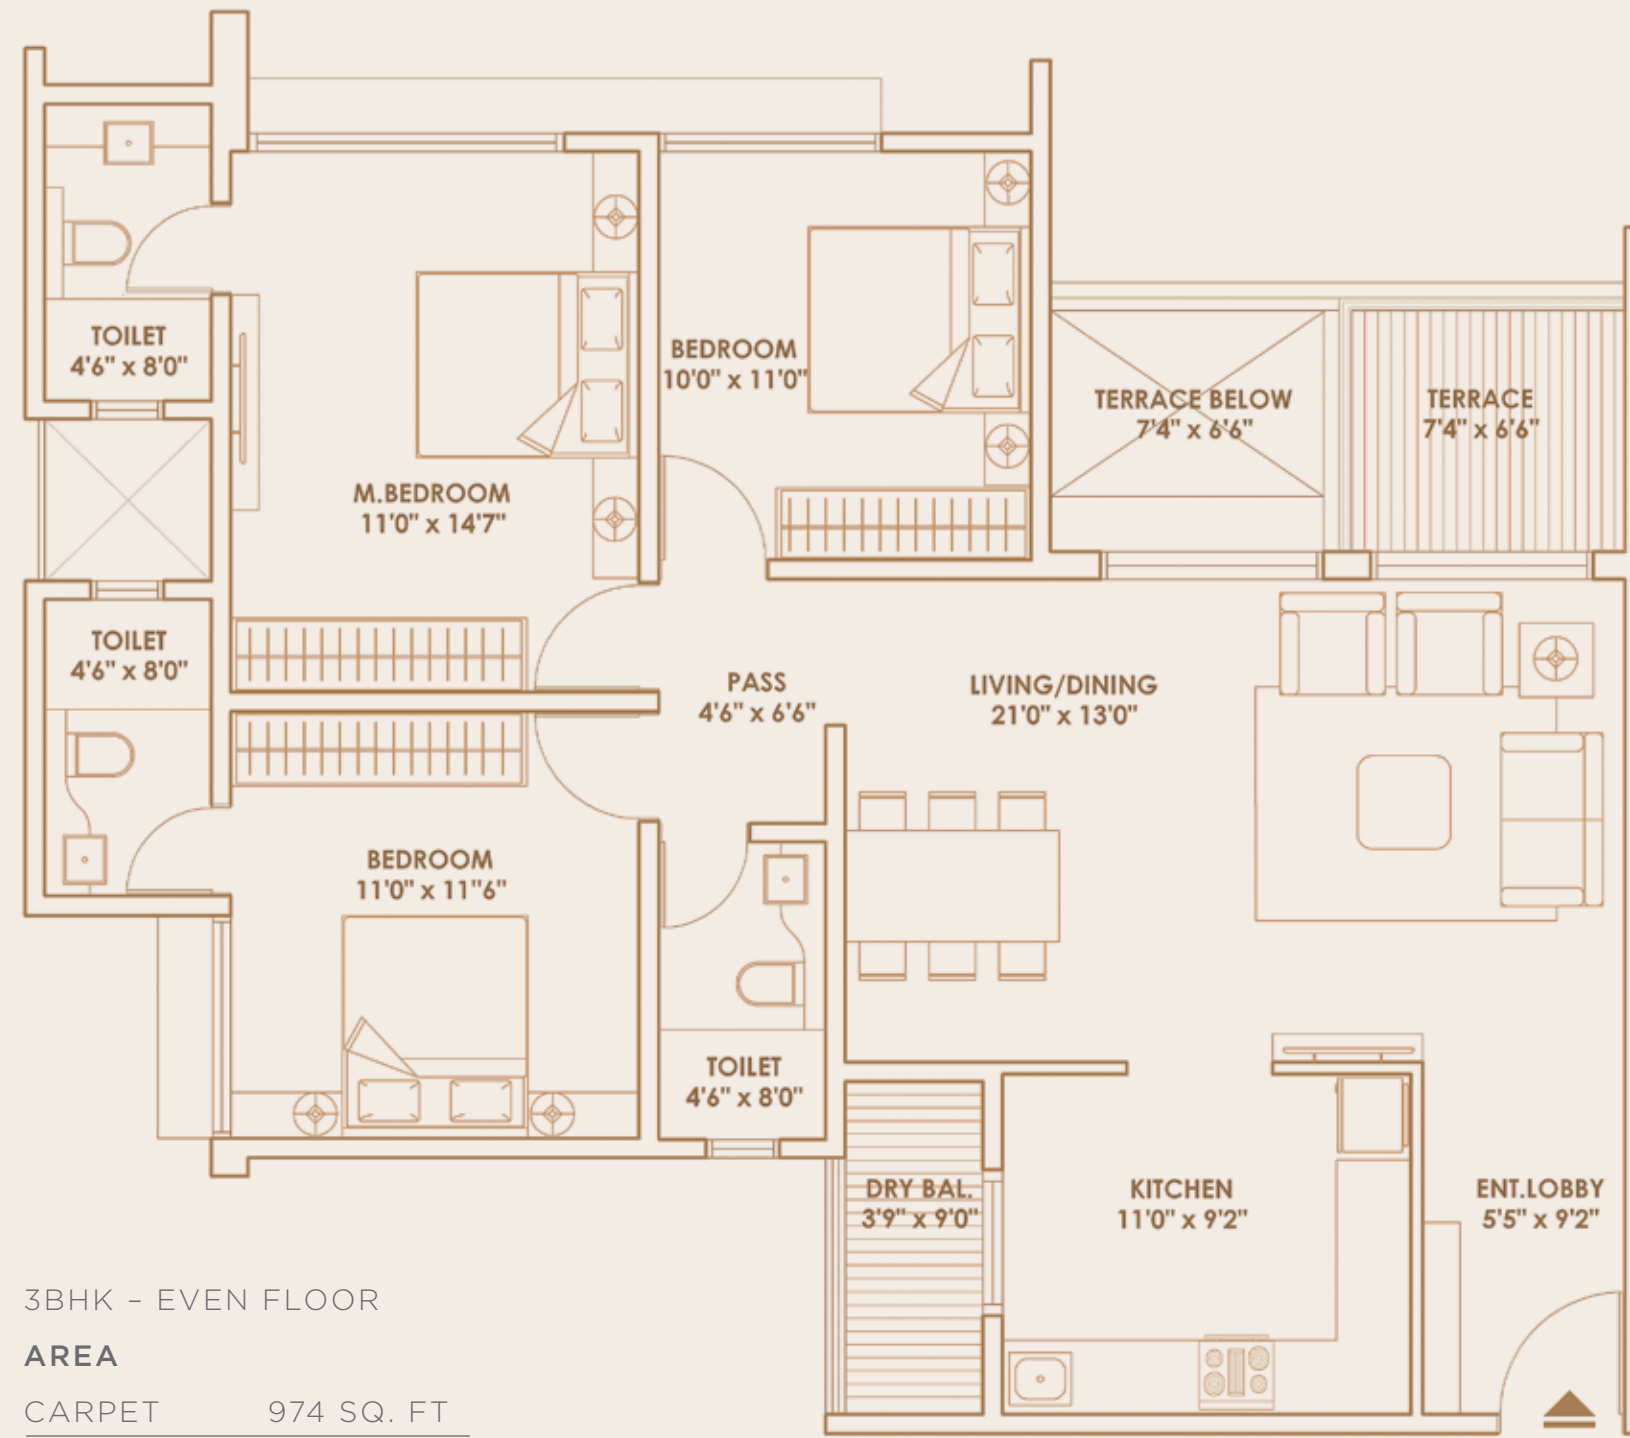 TOILET
4'6" x 8'0"
BEDROOM
10'0" x 11'0"
TERRACE BELOW
7'4" x 6'6"
TERRACE
7'4" x 6'6"
M.BEDROOM
11'0" x 14'7"
TOILET
4'6" x 8'0"
PASS
4'6" x 6'6"
LIVING/DINING
21'0" x 13'0"
BEDROOM
11'0" x 11"6"
TOILET
4'6" x 8'0"
DRY BAL.
3'9" x 9'0"
KITCHEN
11'0" x 9'2"
ENT.LOBBY
5'5" x 9'2"
3BHK – EVEN FLOOR
AREA
CARPET 974 SQ. FT